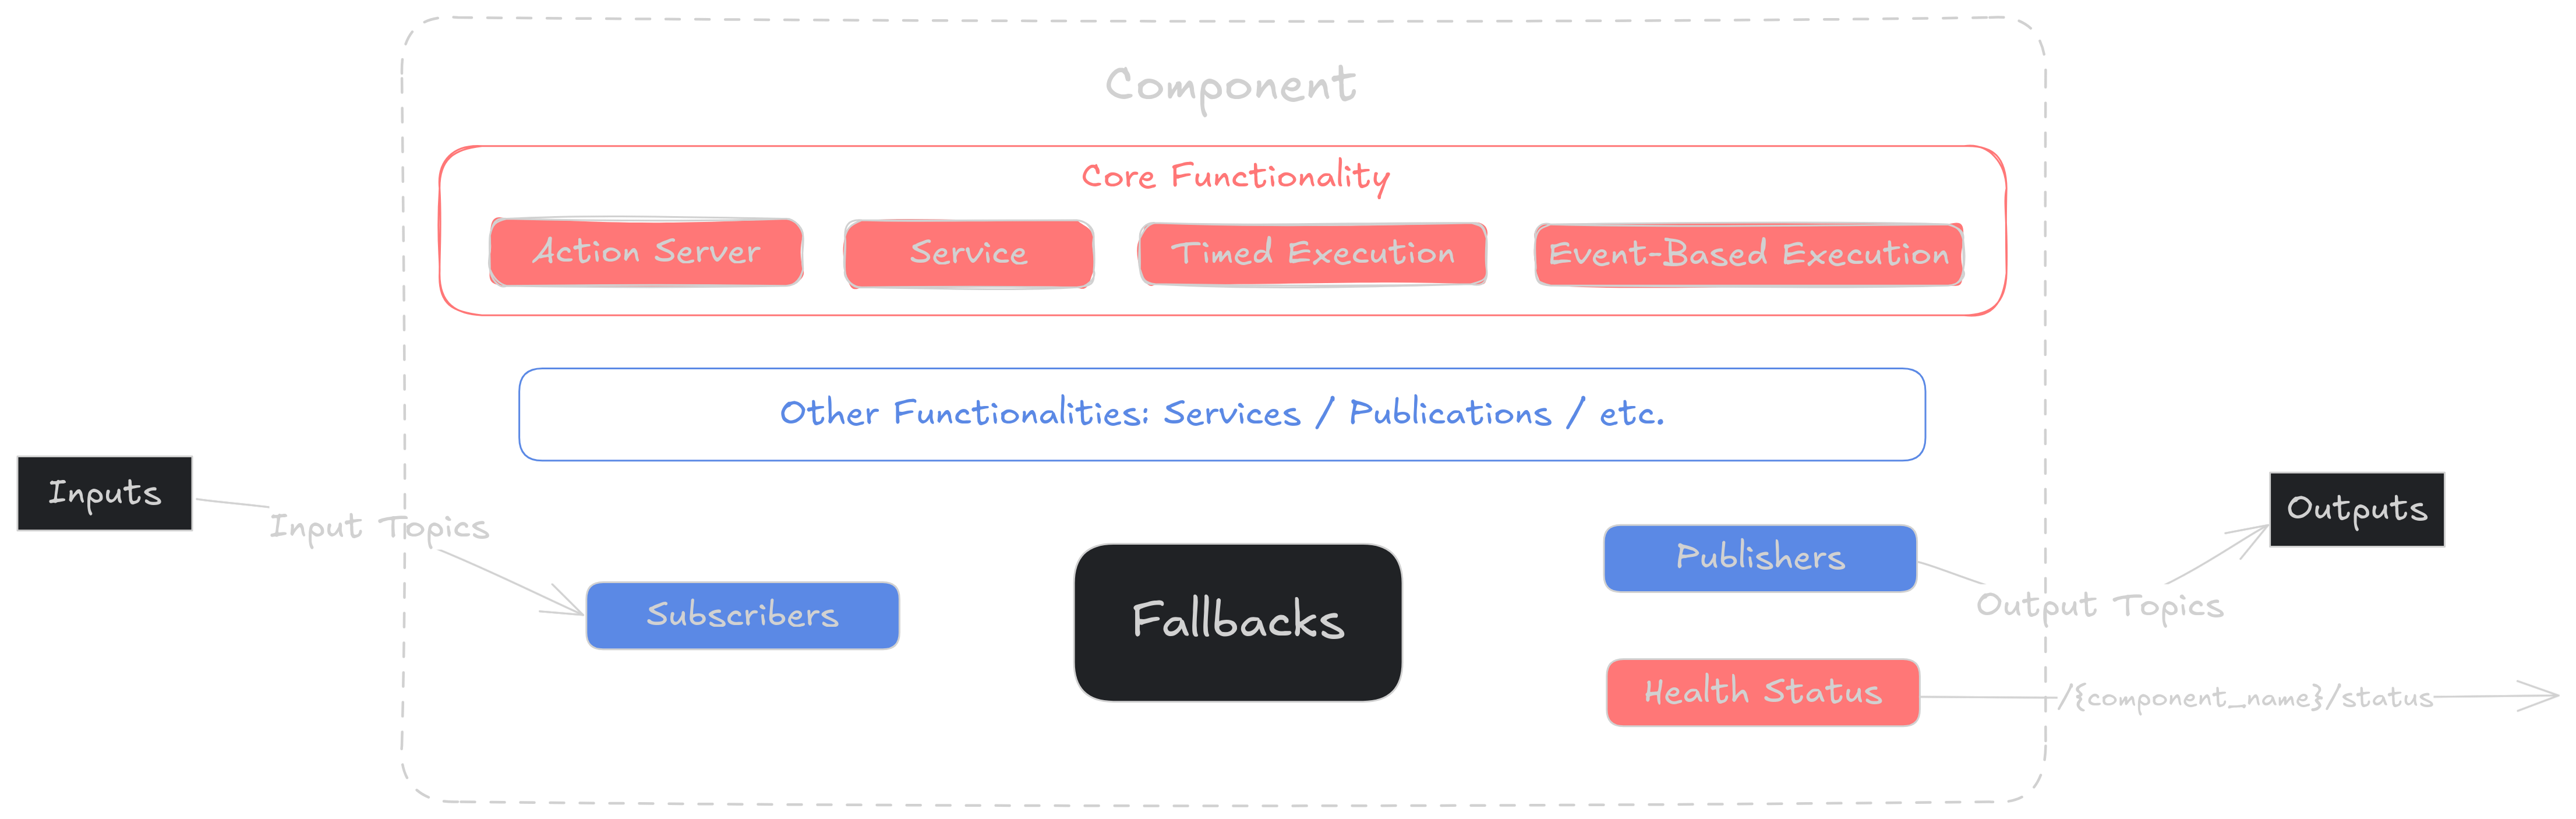 Component
Core Functionality
Action Server
Service
Timed Execution
Event-Based Execution
Other Functionalities: Services / Publications / etc.
Inputs
Input Topics
Subscribers
Fallbacks
Publishers
Health Status
Outputs
Output Topics
/{component_name}/status